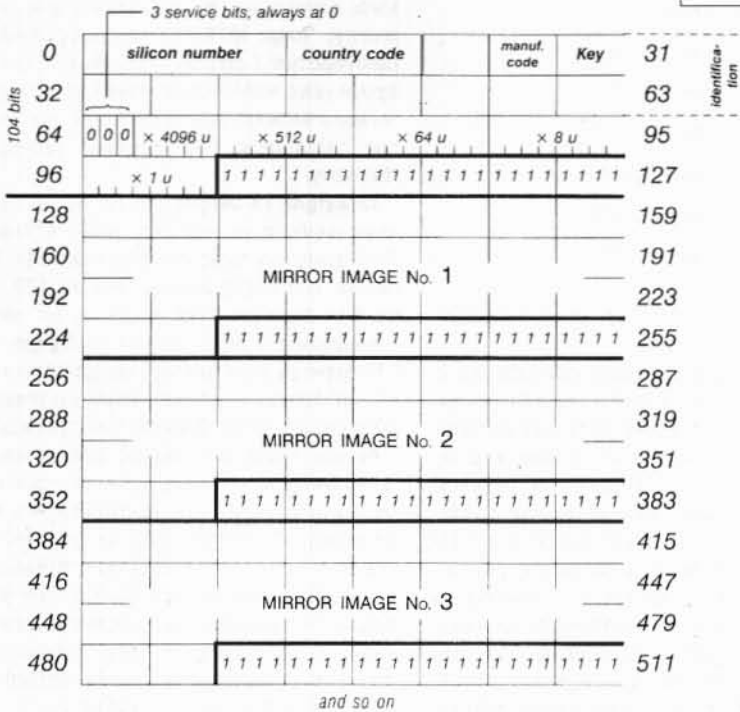 3 service bits, always at 0
0 silicon number country code manuf. code Key 31
32 63
identifica-
tion
104 bits
64 0 0 0 × 4096 u × 512 u × 64 u × 8 u 95
96 × 1 u 1 1 1 1 1 1 1 1 1 1 1 1 1 1 1 1 1 1 1 1 1 1 1 1 127
128 159
160 191
MIRROR IMAGE No. 1
192 223
224 1 1 1 1 1 1 1 1 1 1 1 1 1 1 1 1 1 1 1 1 1 1 1 1 255
256 287
288 319
MIRROR IMAGE No. 2
320 351
352 1 1 1 1 1 1 1 1 1 1 1 1 1 1 1 1 1 1 1 1 1 1 1 1 383
384 415
416 447
MIRROR IMAGE No. 3
448 479
480 1 1 1 1 1 1 1 1 1 1 1 1 1 1 1 1 1 1 1 1 1 1 1 1 511
and so on